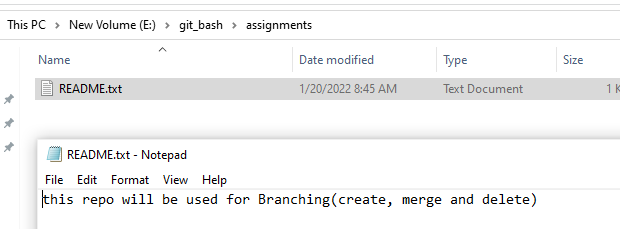 This PC > New Volume (E:) > git_bash > assignments
Name Date modified Type Size
README.txt 1/20/2022 8:45 AM Text Document 1
README.txt - Notepad
File Edit Format View Help
this repo will be used for Branching(create, merge and delete)